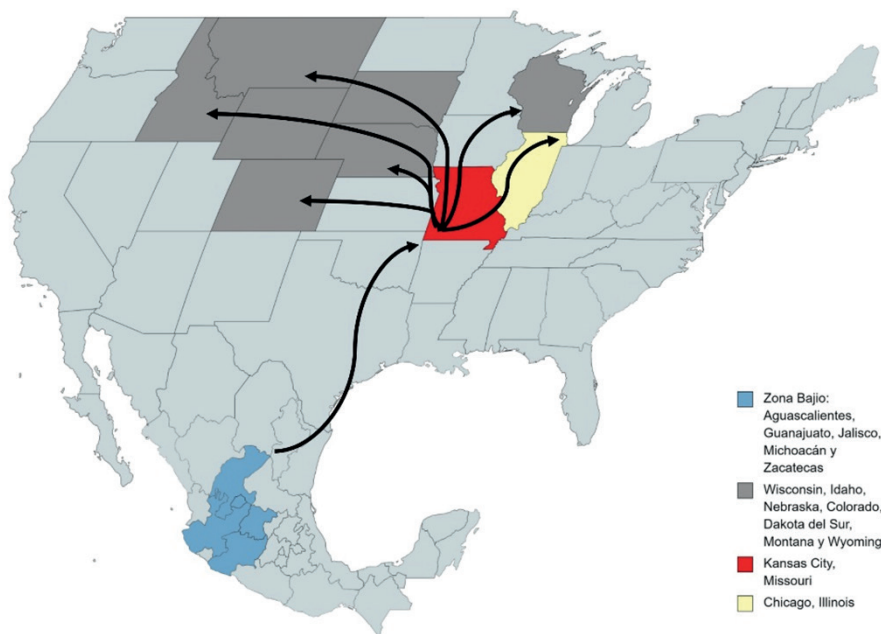 Zona Bajio:
Aguascalientes,
Guanajuato, Jalisco,
Michoacán y
Zacatecas
Wisconsin, Idaho,
Nebraska, Colorado,
Dakota del Sur,
Montana y Wyoming
Kansas City,
Missouri
Chicago, Illinois